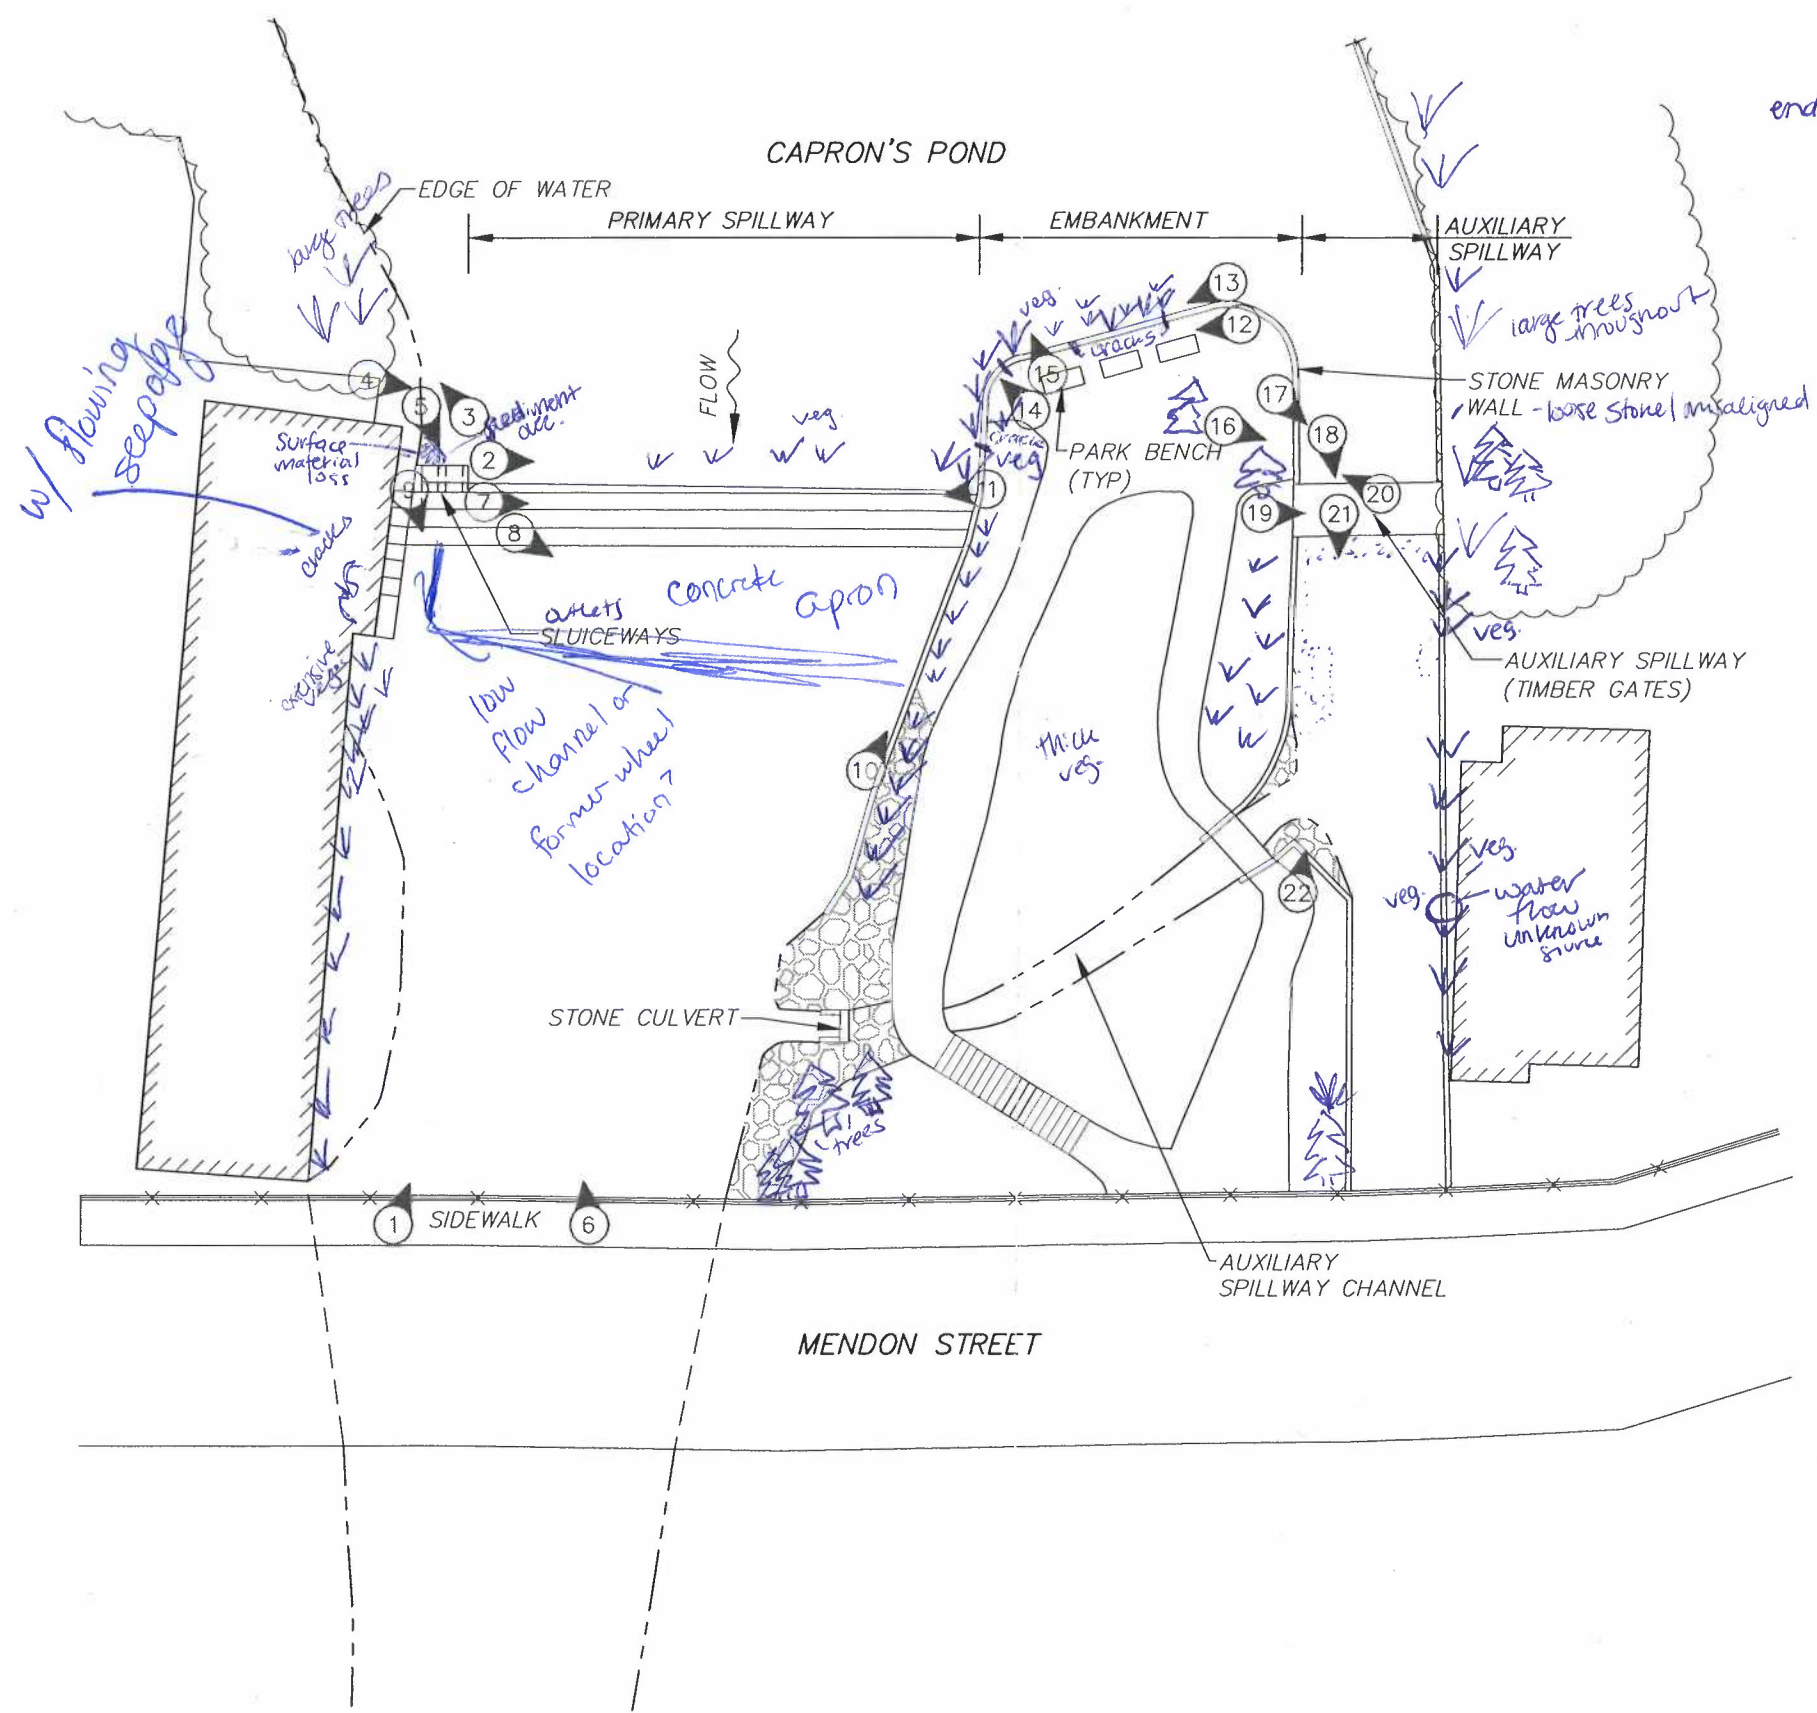 end
CAPRON'S POND
EDGE OF WATER
large trees
PRIMARY SPILLWAY
EMBANKMENT
AUXILIARY
SPILLWAY
13
veg.
12
cracks
large trees
throughout
w/ flowing
seepage
FLOW
4
5
3
15
14
17
STONE MASONRY
WALL - loose stone/ misaligned
sediment
acc.
veg
Surface
material
loss
2
16
18
PARK BENCH
(TYP)
veg
9
7
11
20
8
19
21
cracks
concrete apron
outlets
SLUICEWAYS
veg.
AUXILIARY SPILLWAY
(TIMBER GATES)
low
flow
channel or
former wheel
location?
10
thick
veg.
veg.
22
veg.
water
flow
unknown
source
STONE CULVERT
trees
1
SIDEWALK
6
AUXILIARY
SPILLWAY CHANNEL
MENDON STREET